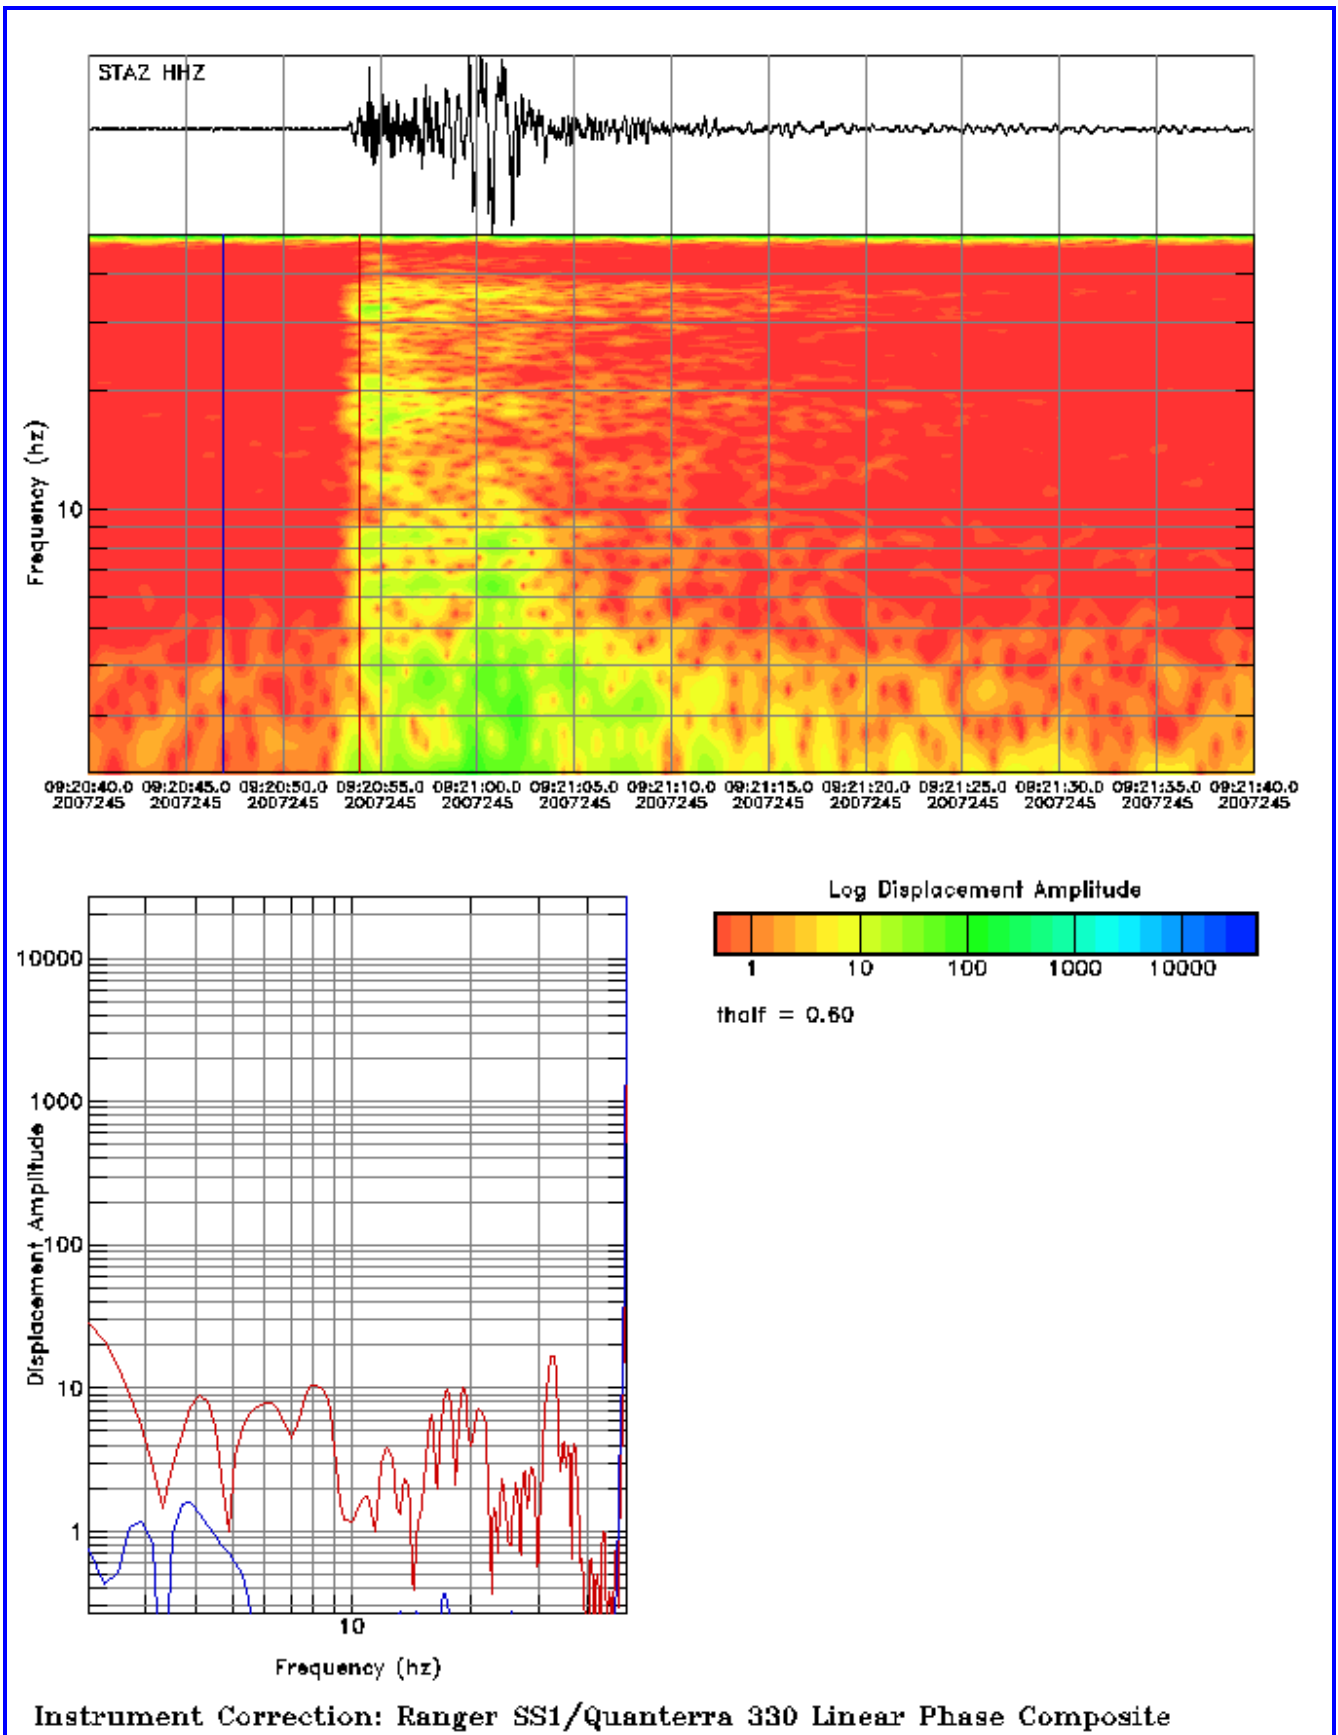 STAZ HHZ
Frequency (hz)
10
09:20:40.0 09:20:45.0 09:20:50.0 09:20:55.0 09:21:00.0 09:21:05.0 09:21:10.0 09:21:15.0 09:21:20.0 09:21:25.0 09:21:30.0 09:21:35.0 09:21:40.0
2007245 2007245 2007245 2007245 2007245 2007245 2007245 2007245 2007245 2007245 2007245 2007245 2007245
Log Displacement Amplitude
1 10 100 1000 10000
thalf = 0.60
Displacement Amplitude
10000
1000
100
10
1
10
Frequency (hz)
Instrument Correction: Ranger SS1/Quanterra 330 Linear Phase Composite